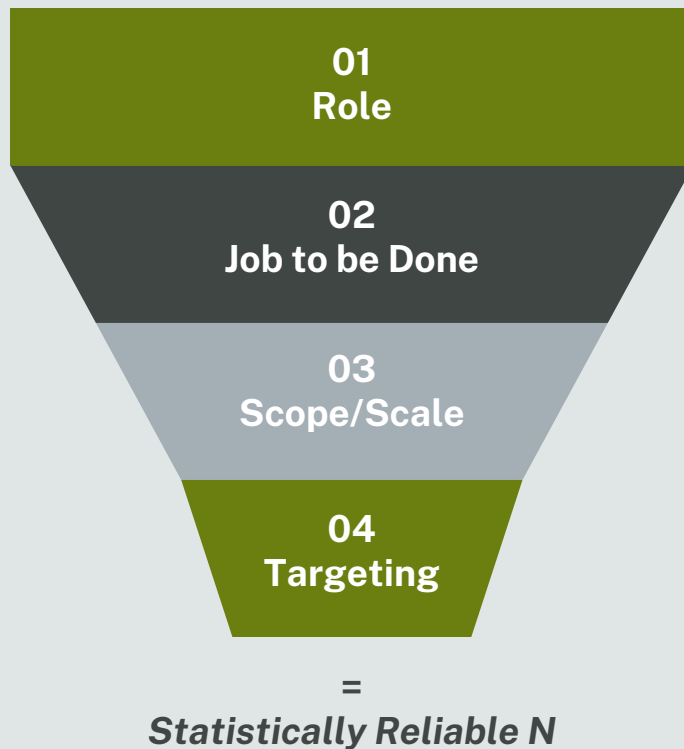 01
Role
02
Job to be Done
03
Scope/Scale
04
Targeting
=
Statistically Reliable N